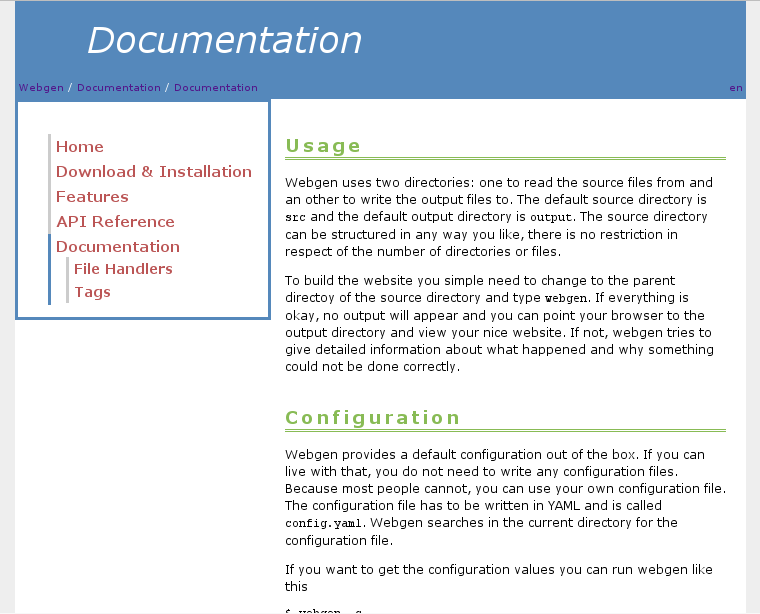 Documentation
Webgen / Documentation / Documentation
en
Home
Download & Installation
Features
API Reference
Documentation
File Handlers
Tags
Usage
Webgen uses two directories: one to read the source files from and
an other to write the output files to. The default source directory is
src and the default output directory is output. The source directory
can be structured in any way you like, there is no restriction in
respect of the number of directories or files.
To build the website you simple need to change to the parent
directoy of the source directory and type webgen. If everything is
okay, no output will appear and you can point your browser to the
output directory and view your nice website. If not, webgen tries to
give detailed information about what happened and why something
could not be done correctly.
Configuration
Webgen provides a default configuration out of the box. If you can
live with that, you do not need to write any configuration files.
Because most people cannot, you can use your own configuration file.
The configuration file has to be written in YAML and is called
config.yaml. Webgen searches in the current directory for the
configuration file.
If you want to get the configuration values you can run webgen like
this